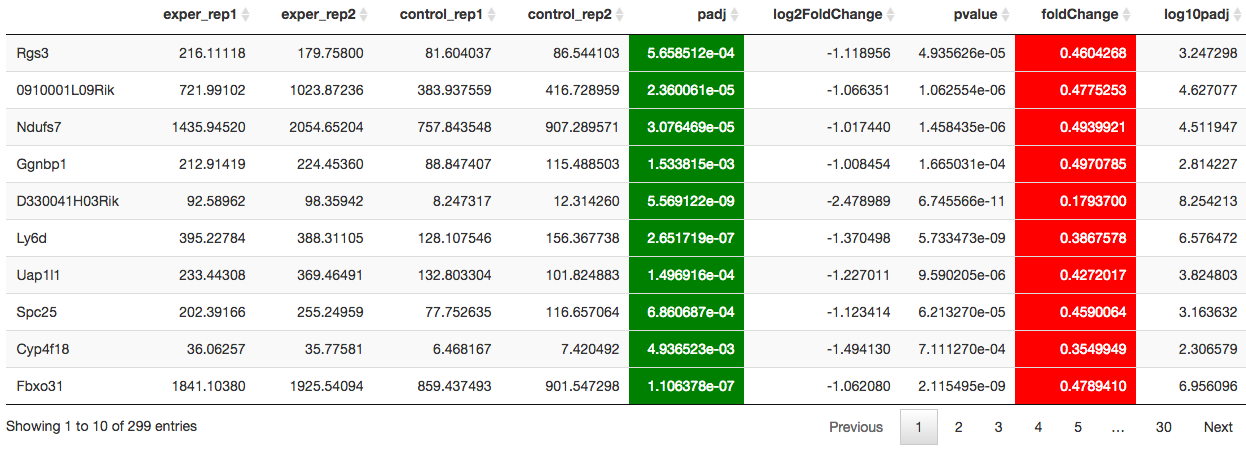 exper_rep1 exper_rep2 control_rep1 control_rep2 padj log2FoldChange pvalue foldChange log10padj
Rgs3 216.11118 179.75800 81.604037 86.544103 5.658512e-04 -1.118956 4.935626e-05 0.4604268 3.247298
0910001L09Rik 721.99102 1023.87236 383.937559 416.728959 2.360061e-05 -1.066351 1.062554e-06 0.4775253 4.627077
Ndufs7 1435.94520 2054.65204 757.843548 907.289571 3.076469e-05 -1.017440 1.458435e-06 0.4939921 4.511947
Ggnbp1 212.91419 224.45360 88.847407 115.488503 1.533815e-03 -1.008454 1.665031e-04 0.4970785 2.814227
D330041H03Rik 92.58962 98.35942 8.247317 12.314260 5.569122e-09 -2.478989 6.745566e-11 0.1793700 8.254213
Ly6d 395.22784 388.31105 128.107546 156.367738 2.651719e-07 -1.370498 5.733473e-09 0.3867578 6.576472
Uap1l1 233.44308 369.46491 132.803304 101.824883 1.496916e-04 -1.227011 9.590205e-06 0.4272017 3.824803
Spc25 202.39166 255.24959 77.752635 116.657064 6.860687e-04 -1.123414 6.213270e-05 0.4590064 3.163632
Cyp4f18 36.06257 35.77581 6.468167 7.420492 4.936523e-03 -1.494130 7.111270e-04 0.3549949 2.306579
Fbxo31 1841.10380 1925.54094 859.437493 901.547298 1.106378e-07 -1.062080 2.115495e-09 0.4789410 6.956096
Showing 1 to 10 of 299 entries Previous 1 2 3 4 5 … 30 Next